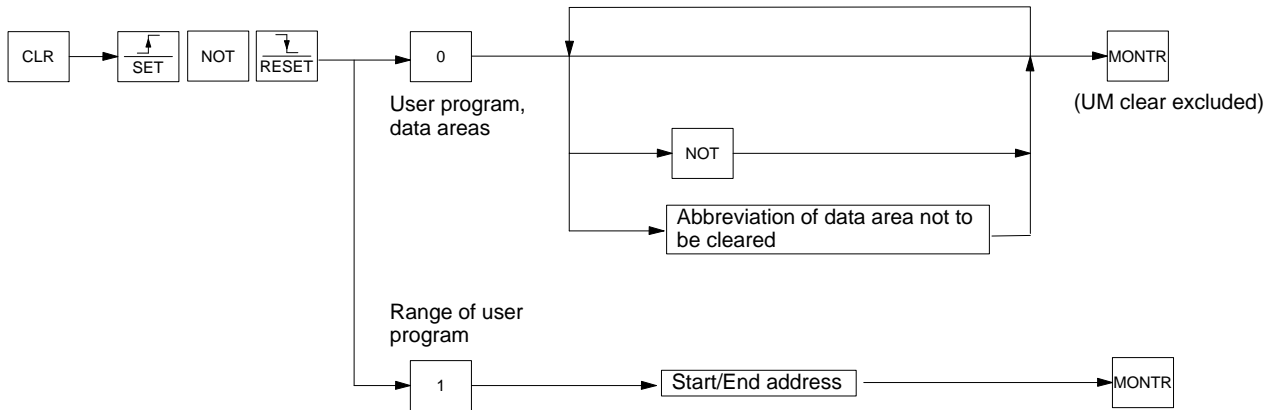 CLR
SET
NOT
RESET
0
MONTR
User program,
data areas
(UM clear excluded)
NOT
Abbreviation of data area not to
be cleared
Range of user
program
1
Start/End address
MONTR